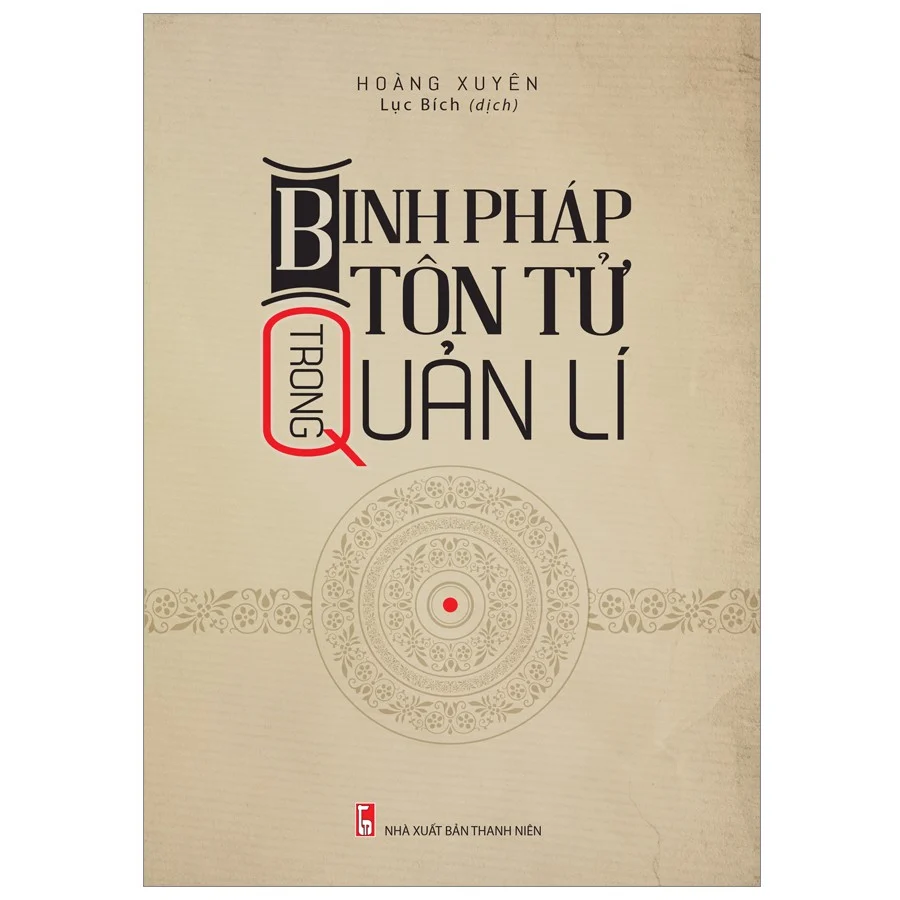 HOÀNG XUYÊN
Lục Bích (dịch)
BINH PHÁP
TÔN TỬ
TRONG
QUẢN LÍ
NHÀ XUẤT BẢN THANH NIÊN